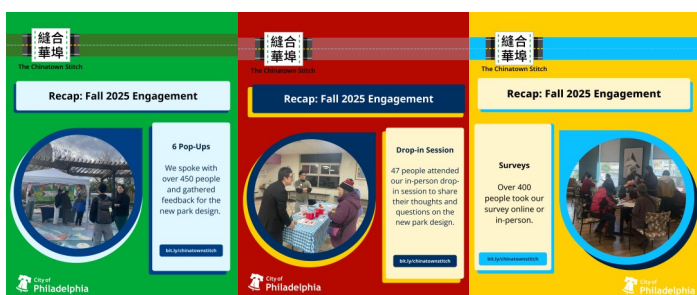 縫合
華埠
The Chinatown Stitch
Recap: Fall 2025 Engagement
6 Pop-Ups
We spoke with
over 450 people
and gathered
feedback for the
new park design.
bit.ly/chinatownstitch
City of
Philadelphia
縫合
華埠
The Chinatown Stitch
Recap: Fall 2025 Engagement
Drop-in Session
47 people attended
our in-person drop-
in session to share
their thoughts and
questions on the
new park design.
bit.ly/chinatownstitch
City of
Philadelphia
縫合
華埠
The Chinatown Stitch
Recap: Fall 2025 Engagement
Surveys
Over 400
people took our
survey online or
in-person.
bit.ly/chinatownstitch
City of
Philadelphia